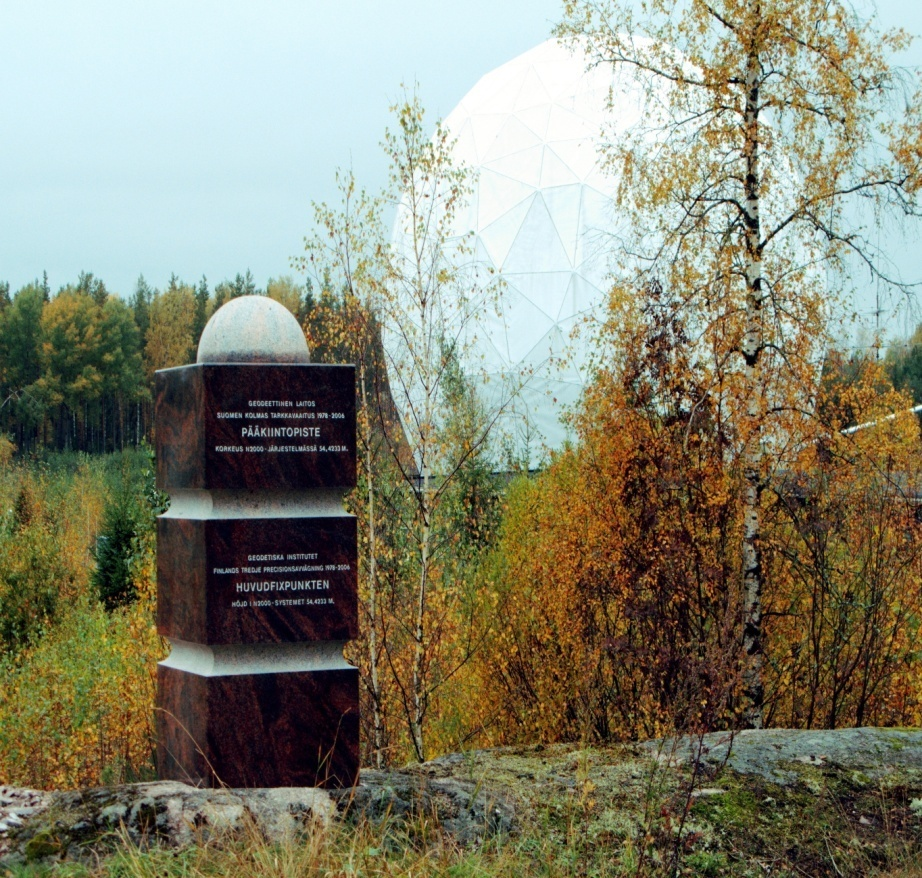 GEODEETTINEN LAITOS
SUOMEN KOLMAS TARKKAVAAITUS 1978-2006
PÄÄKIINTOPISTE
KORKEUS N2000-JÄRJESTELMÄSSÄ 54,4233 M.
GEODETISKA INSTITUTET
FINLANDS TREDJE PRECISIONSAVVÄGNING 1978-2006
HUVUDFIXPUNKTEN
HÖJD I N2000-SYSTEMET 54,4233 M.